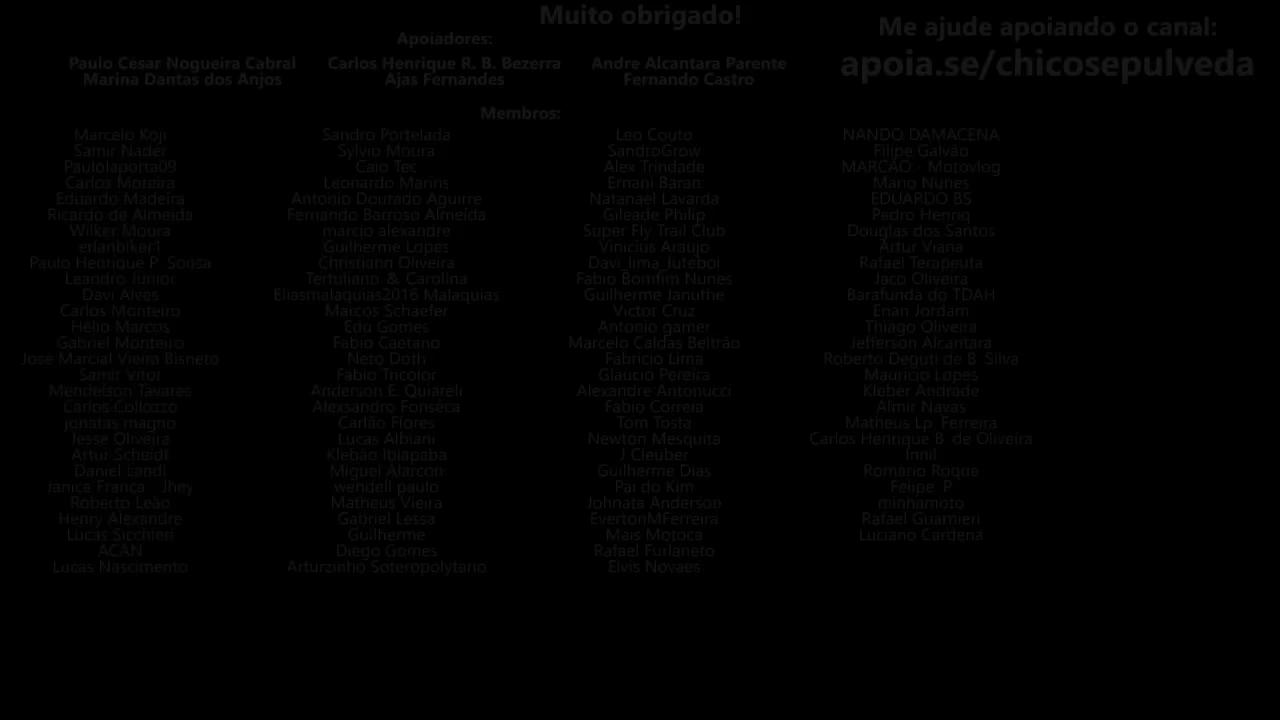 Muito obrigado!
Me ajude apoiando o canal:
apoia.se/chicosepulveda
Apoiadores:
Paulo César Nogueira Cabral
Marina Dantas dos Anjos
Carlos Henrique R. B. Bezerra
Ajas Fernandes
Andre Alcantara Parente
Fernando Castro
Membros:
Marcelo Koji
Samir Nader
Paulolaporta09
Carlos Moreira
Eduardo Madeira
Ricardo de Almeida
Wilker Moura
erlanbiker1
Paulo Henrique P. Sousa
Leandro Junior
Davi Alves
Carlos Monteiro
Hélio Marcos
Gabriel Monteiro
Jose Marcial Vieira Bisneto
Samir Vitor
Mendelson Tavares
Carlos Collozzo
jonatas magno
Jesse Oliveira
Artur Scheidt
Daniel Landi
Janice França Jhey
Roberto Leão
Henry Alexandre
Lucas Sicchieri
ACAN
Lucas Nascimento
Sandro Portelada
Sylvio Moura
Caio Tec
Leonardo Marins
Antonio Dourado Aguirre
Fernando Barroso Almeida
marcio alexandre
Guilherme Lopes
Christiann Oliveira
Tertuliano & Carolina
Eliasmalaquias2016 Malaquias
Marcos Schaefer
Edu Gomes
Fabio Caetano
Neto Doth
Fabio Tricolor
Anderson E. Quiareli
Alexsandro Fonsêca
Carlão Flores
Lucas Albiani
Klebão Ibiapaba
Miguel Alarcon
wendell paulo
Matheus Vieira
Gabriel Lessa
Guilherme
Diego Gomes
Arturzinho Soteropolytano
Leo Couto
SandroGrow
Alex Trindade
Ernani Baran
Natanael Lavarda
Gileade Philip
Super Fly Trail Club
Vinicius Araujo
Davi_lima_futebol
Fabio Bomfim Nunes
Guilherme Januthe
Victor Cruz
Antonio gamer
Marcelo Caldas Beltrão
Fabricio Lima
Glaucio Pereira
Alexandre Antonucci
Fabio Correia
Tom Tosta
Newton Mesquita
J Cleuber
Guilherme Dias
Pai do Kim
Johnata Anderson
EvertonMFerreira
Mais Motoca
Rafael Furlaneto
Elvis Novaes
NANDO DAMACENA
Filipe Galvão
MARCÃO - Motovlog
Mario Nunes
EDUARDO BS
Pedro Henriq
Douglas dos Santos
Artur Viana
Rafael Terapeuta
Jaco Oliveira
Barafunda do TDAH
Enan Jordam
Thiago Oliveira
Jefferson Alcantara
Roberto Deguti de B. Silva
Mauricio Lopes
Kleber Andrade
Almir Navas
Matheus Lp. Ferreira
Carlos Henrique B. de Oliveira
Romario Roque
Felipe P.
minhamoto
Rafael Guarnieri
Luciano Cardena